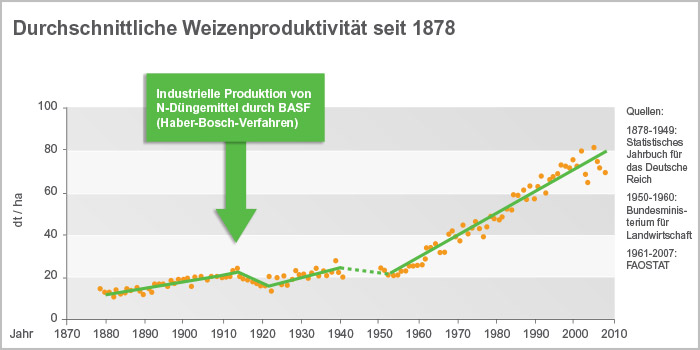 Durchschnittliche Weizenproduktivität seit 1878
Industrielle Produktion von
N-Düngemittel durch BASF
(Haber-Bosch-Verfahren)
100
80
60
40
20
0
dt / ha
Jahr
1870 1880 1890 1900 1910 1920 1930 1940 1950 1960 1970 1980 1990 2000 2010
Quellen:
1878-1949:
Statistisches
Jahrbuch für
das Deutsche
Reich
1950-1960:
Bundesminis-
terium für
Landwirtschaft
1961-2007:
FAOSTAT